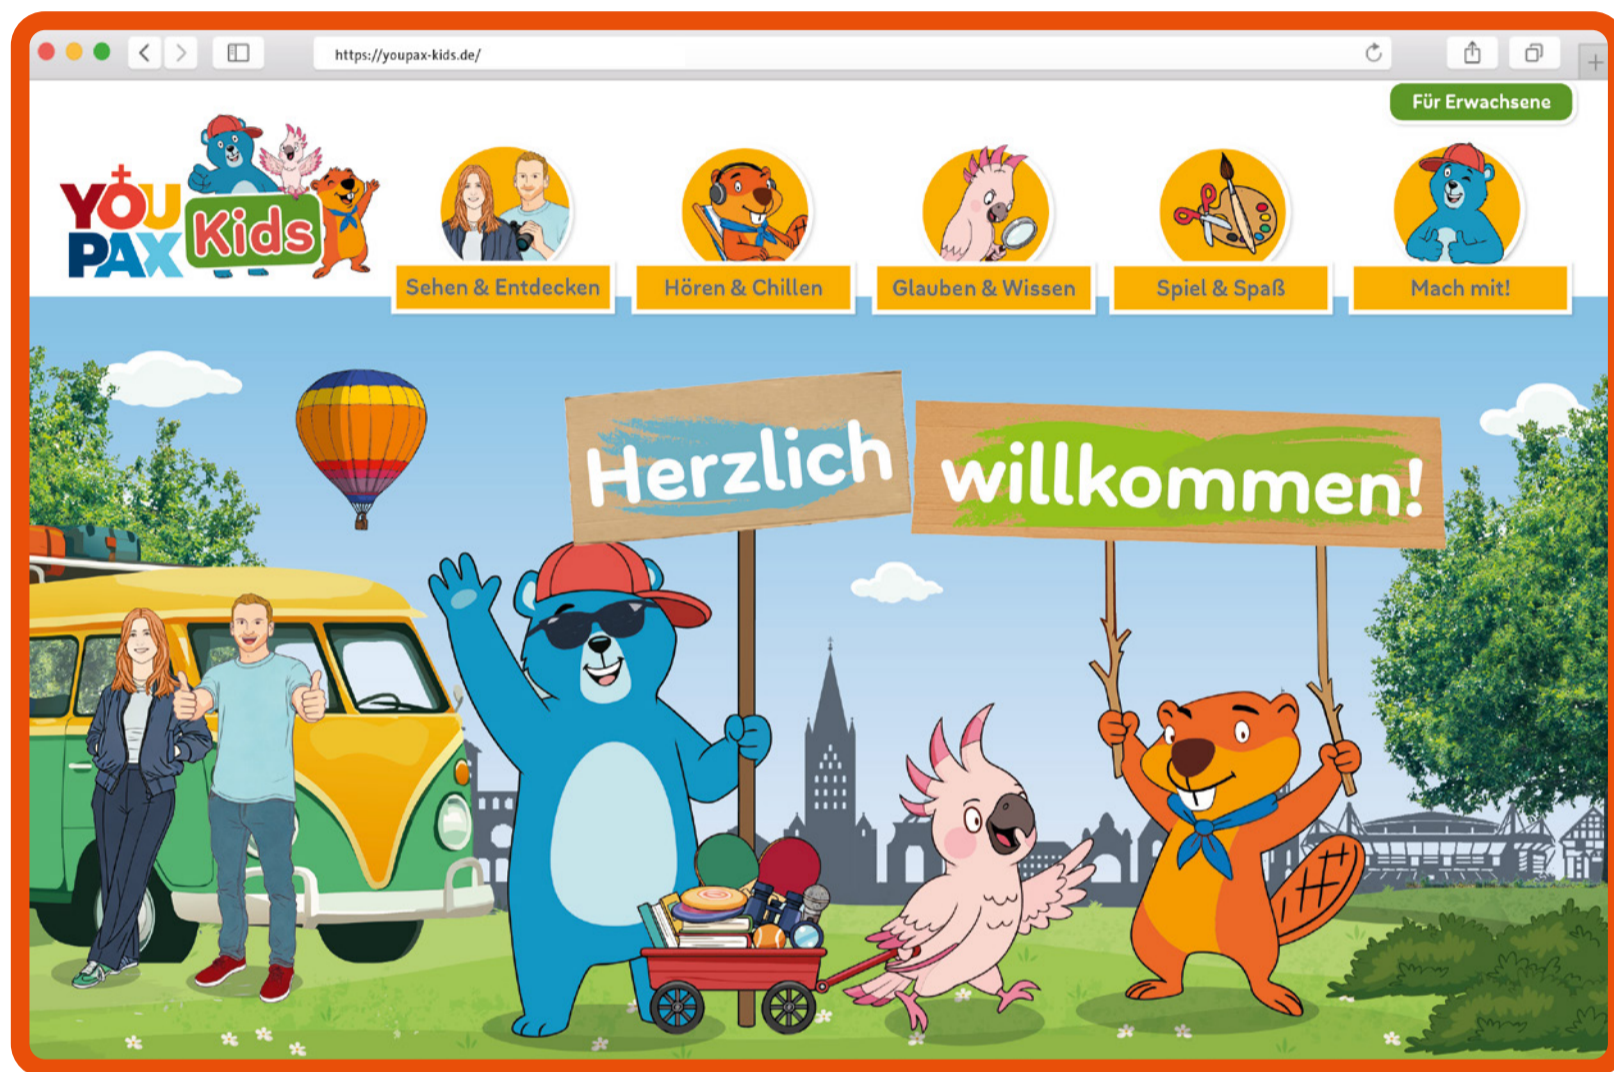 https://youpax-kids.de/
Für Erwachsene
YOU
PAX
Kids
Sehen & Entdecken
Hören & Chillen
Glauben & Wissen
Spiel & Spaß
Mach mit!
Herzlich
willkommen!